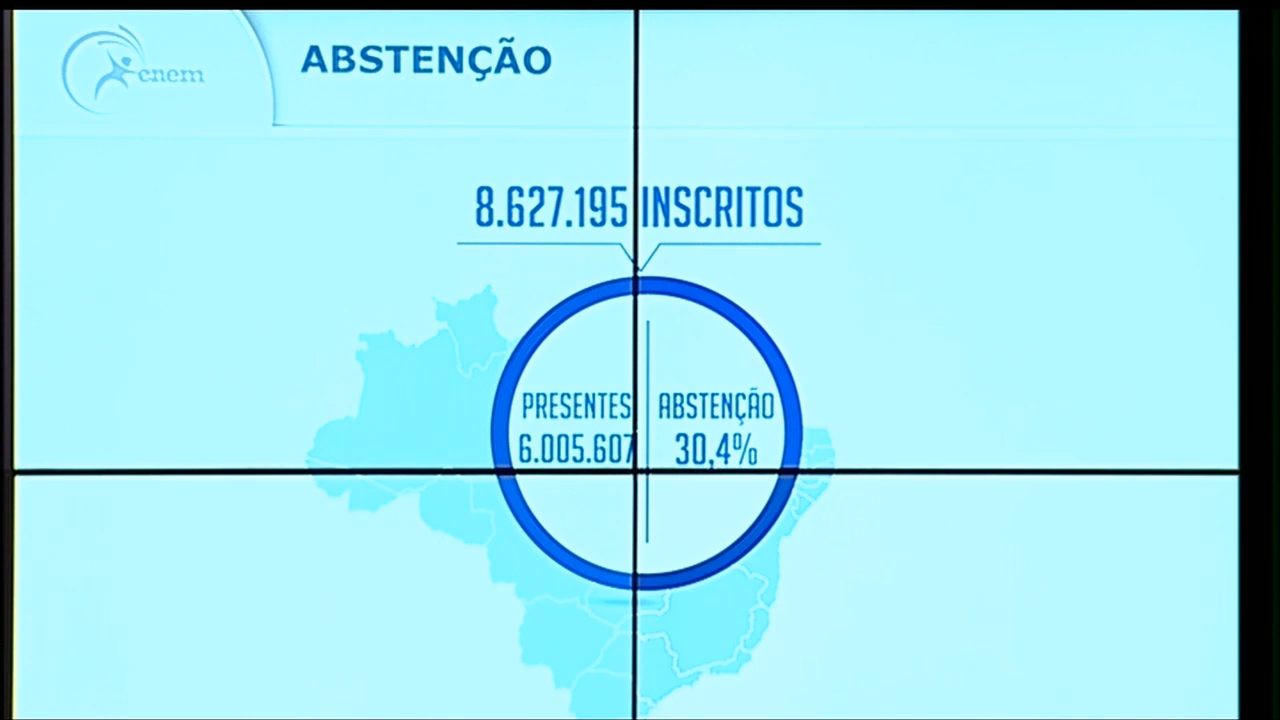 enem
ABSTENÇÃO
8.627.195 INSCRITOS
PRESENTES
6.005.607
ABSTENÇÃO
30,4%